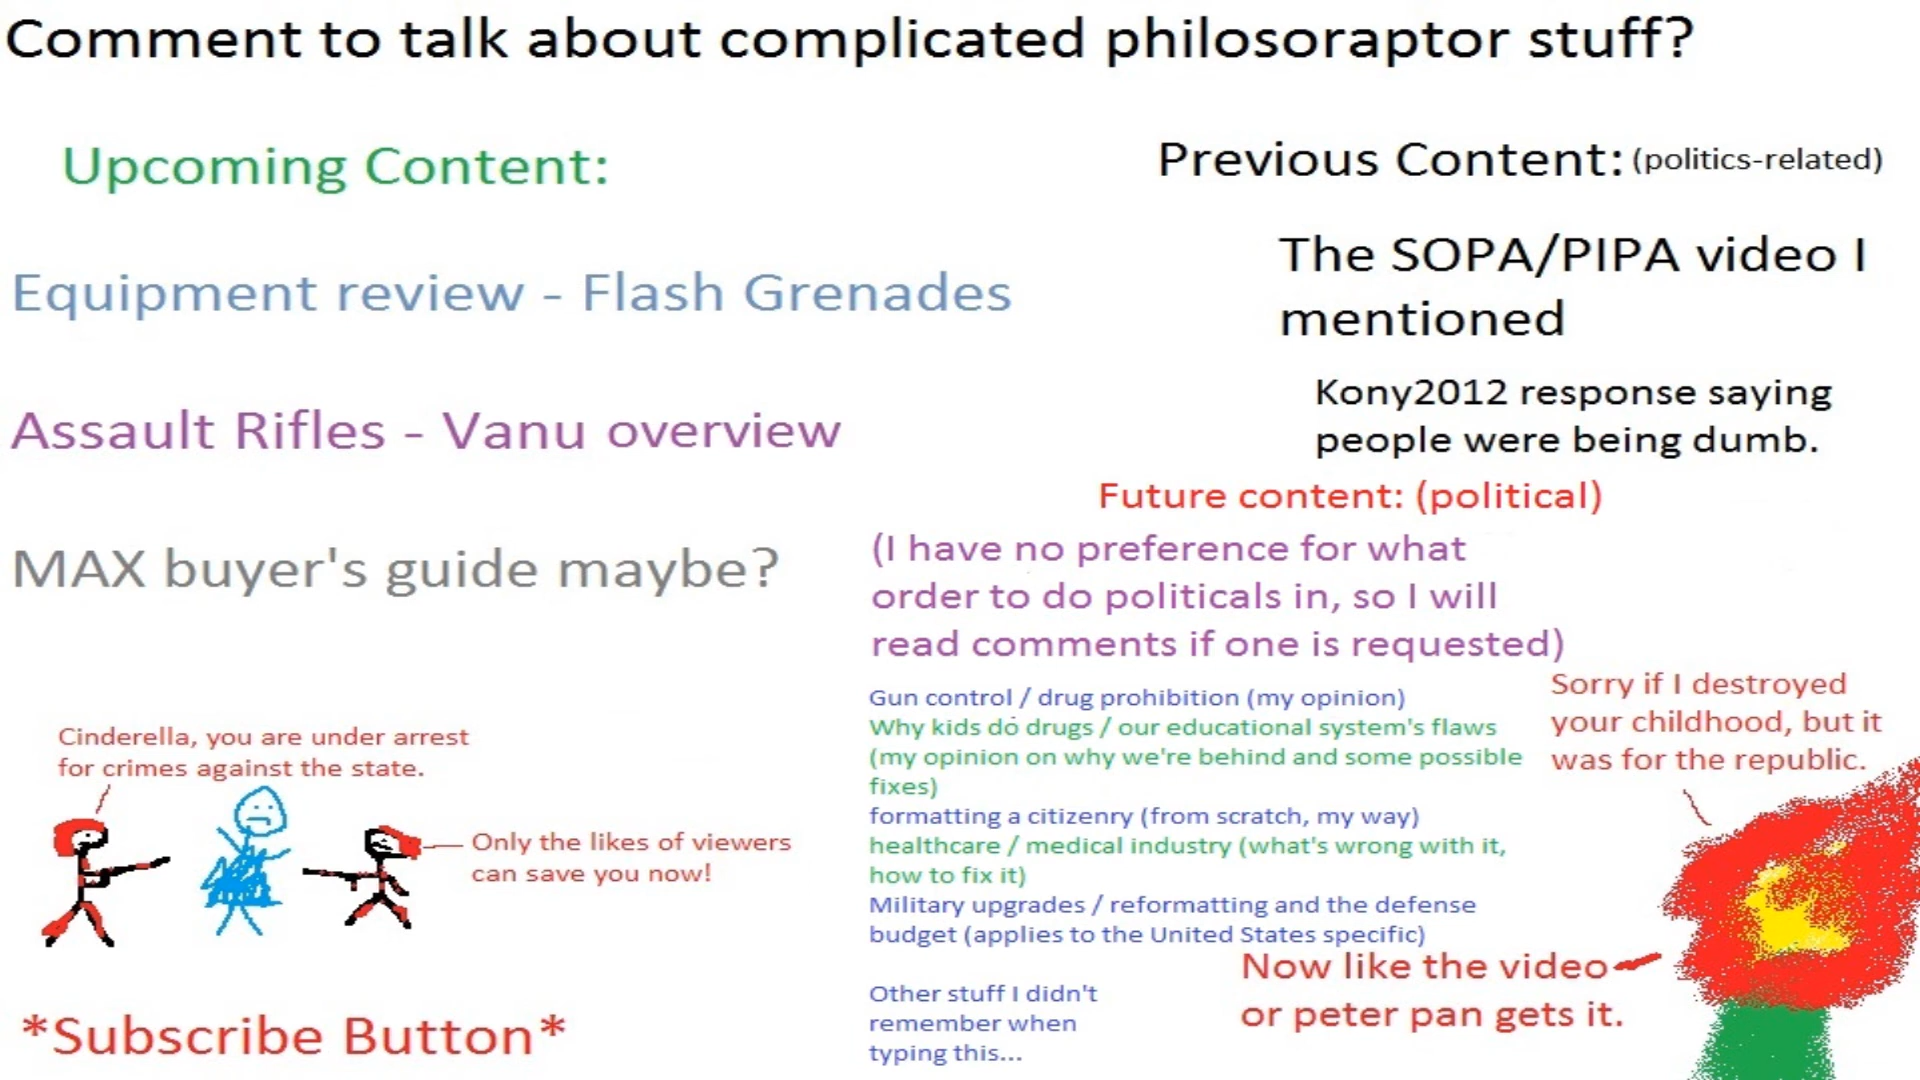 Comment to talk about complicated philosoraptor stuff?
Upcoming Content:
Equipment review - Flash Grenades
Assault Rifles - Vanu overview
MAX buyer's guide maybe?
Previous Content: (politics-related)
The SOPA/PIPA video I
mentioned
Kony2012 response saying
people were being dumb.
Future content: (political)
(I have no preference for what
order to do politicals in, so I will
read comments if one is requested)
Gun control / drug prohibition (my opinion)
Why kids do drugs / our educational system's flaws
(my opinion on why we're behind and some possible
fixes)
formatting a citizenry (from scratch, my way)
healthcare / medical industry (what's wrong with it,
how to fix it)
Military upgrades / reformatting and the defense
budget (applies to the United States specific)
Other stuff I didn't
remember when
typing this...
Sorry if I destroyed
your childhood, but it
was for the republic.
Now like the video
or peter pan gets it.
Cinderella, you are under arrest
for crimes against the state.
Only the likes of viewers
can save you now!
*Subscribe Button*